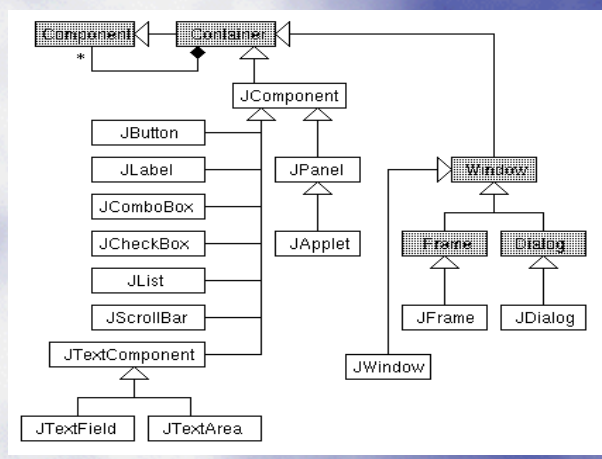 Component
Container
*
JComponent
JButton
JLabel
JPanel
Window
JComboBox
JCheckBox
JApplet
Frame
Dialog
JList
JScrollBar
JFrame
JDialog
JTextComponent
JWindow
JTextField
JTextArea